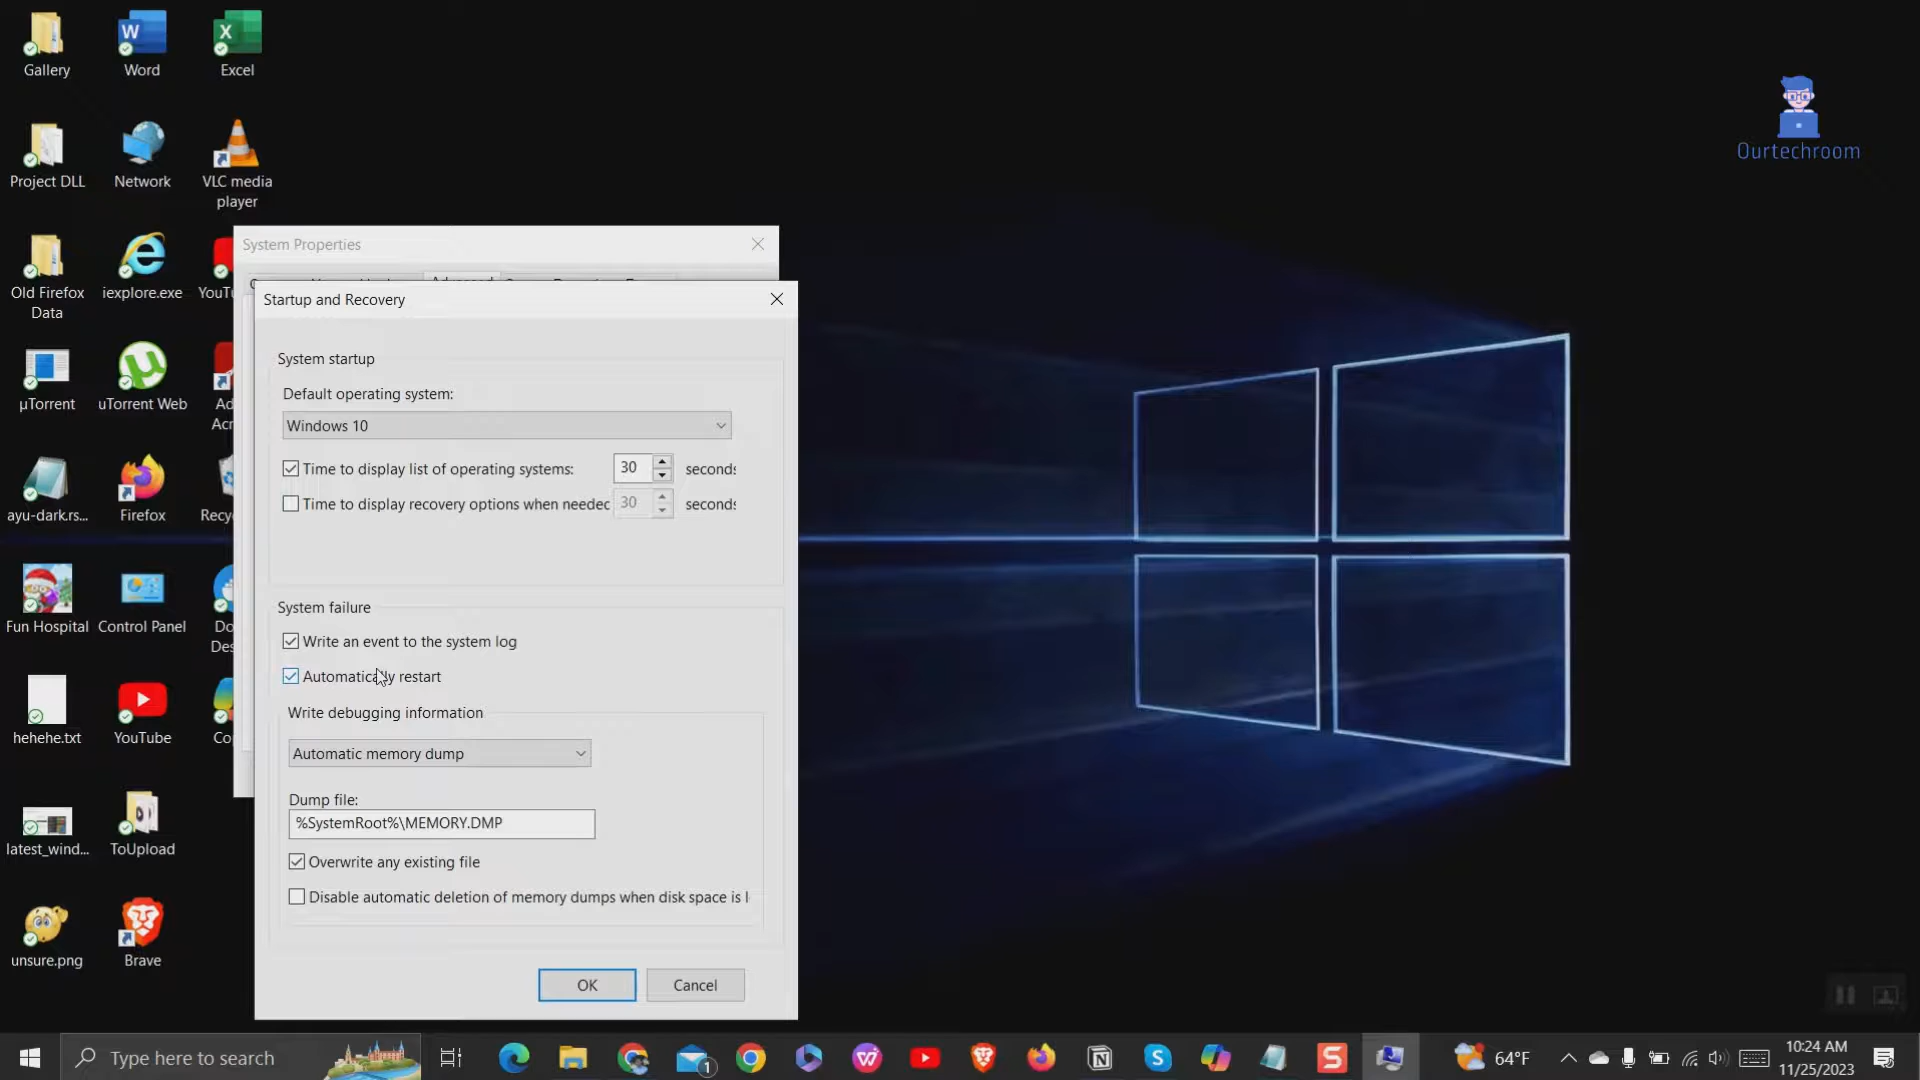 Gallery
Word
Excel
Project DLL
Network
VLC media
player
Old Firefox
Data
iexplore.exe
µTorrent
uTorrent Web
ayu-dark.rs...
Firefox
Fun Hospital
Control Panel
hehehe.txt
YouTube
latest_wind...
ToUpload
unsure.png
Brave
Ourtechroom
System Properties
Advanced
Startup and Recovery
System startup
Default operating system:
Windows 10
Time to display list of operating systems:
30
seconds
Time to display recovery options when needed
30
seconds
System failure
Write an event to the system log
Automatically restart
Write debugging information
Automatic memory dump
Dump file:
%SystemRoot%\MEMORY.DMP
Overwrite any existing file
Disable automatic deletion of memory dumps when disk space is
OK
Cancel
Type here to search
1
64°F
10:24 AM
11/25/2023